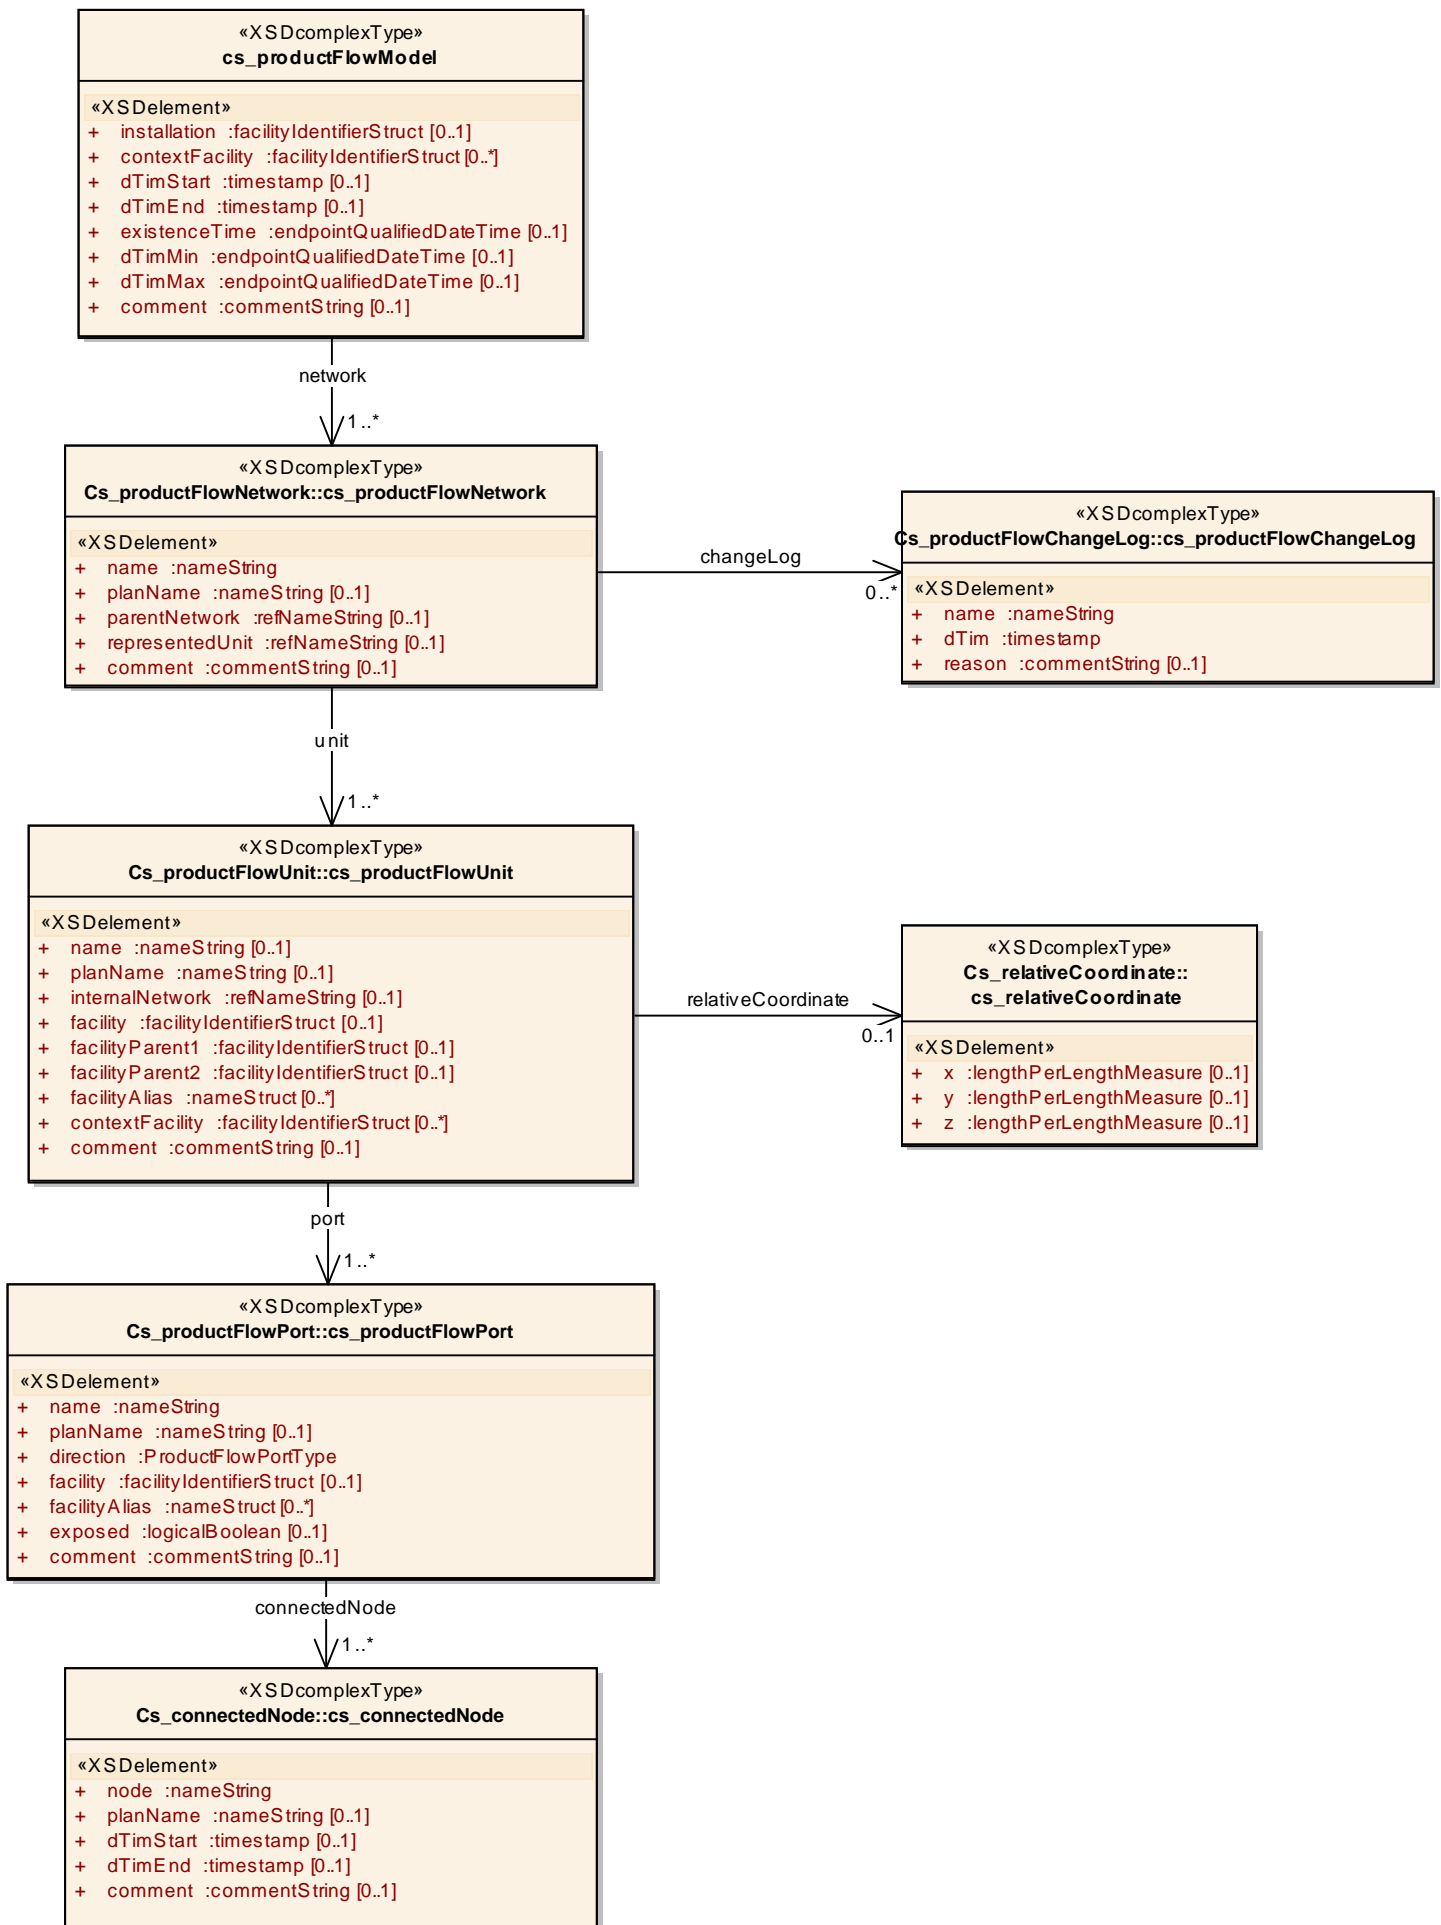 «XSDcomplexType»
cs_productFlowModel
«XSDelement»
+ installation :facilityIdentifierStruct [0..1]
+ contextFacility :facilityIdentifierStruct [0..*]
+ dTimStart :timestamp [0..1]
+ dTimEnd :timestamp [0..1]
+ existenceTime :endpointQualifiedDateTime [0..1]
+ dTimMin :endpointQualifiedDateTime [0..1]
+ dTimMax :endpointQualifiedDateTime [0..1]
+ comment :commentString [0..1]
network
1..*
«XSDcomplexType»
Cs_productFlowNetwork::cs_productFlowNetwork
«XSDelement»
+ name :nameString
+ planName :nameString [0..1]
+ parentNetwork :refNameString [0..1]
+ representedUnit :refNameString [0..1]
+ comment :commentString [0..1]
changeLog
0..*
«XSDcomplexType»
Cs_productFlowChangeLog::cs_productFlowChangeLog
«XSDelement»
+ name :nameString
+ dTim :timestamp
+ reason :commentString [0..1]
unit
1..*
«XSDcomplexType»
Cs_productFlowUnit::cs_productFlowUnit
«XSDelement»
+ name :nameString [0..1]
+ planName :nameString [0..1]
+ internalNetwork :refNameString [0..1]
+ facility :facilityIdentifierStruct [0..1]
+ facilityParent1 :facilityIdentifierStruct [0..1]
+ facilityParent2 :facilityIdentifierStruct [0..1]
+ facilityAlias :nameStruct [0..*]
+ contextFacility :facilityIdentifierStruct [0..*]
+ comment :commentString [0..1]
relativeCoordinate
0..1
«XSDcomplexType»
Cs_relativeCoordinate::
cs_relativeCoordinate
«XSDelement»
+ x :lengthPerLengthMeasure [0..1]
+ y :lengthPerLengthMeasure [0..1]
+ z :lengthPerLengthMeasure [0..1]
port
1..*
«XSDcomplexType»
Cs_productFlowPort::cs_productFlowPort
«XSDelement»
+ name :nameString
+ planName :nameString [0..1]
+ direction :ProductFlowPortType
+ facility :facilityIdentifierStruct [0..1]
+ facilityAlias :nameStruct [0..*]
+ exposed :logicalBoolean [0..1]
+ comment :commentString [0..1]
connectedNode
1..*
«XSDcomplexType»
Cs_connectedNode::cs_connectedNode
«XSDelement»
+ node :nameString
+ planName :nameString [0..1]
+ dTimStart :timestamp [0..1]
+ dTimEnd :timestamp [0..1]
+ comment :commentString [0..1]